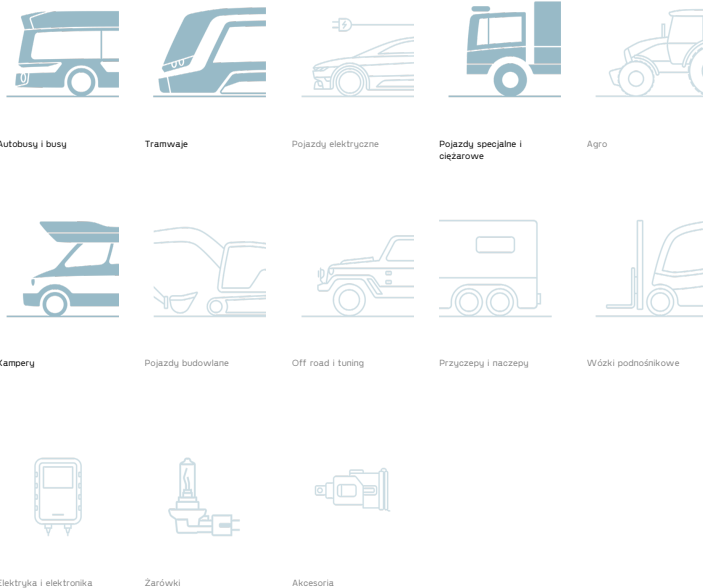 Autobusy i busy
Tramwaje
Pojazdy elektryczne
Pojazdy specjalne i
ciężarowe
Agro
Kampery
Pojazdy budowlane
Off road i tuning
Przyczepy i naczepy
Wózki podnośnikowe
Elektryka i elektronika
Żarówki
Akcesoria